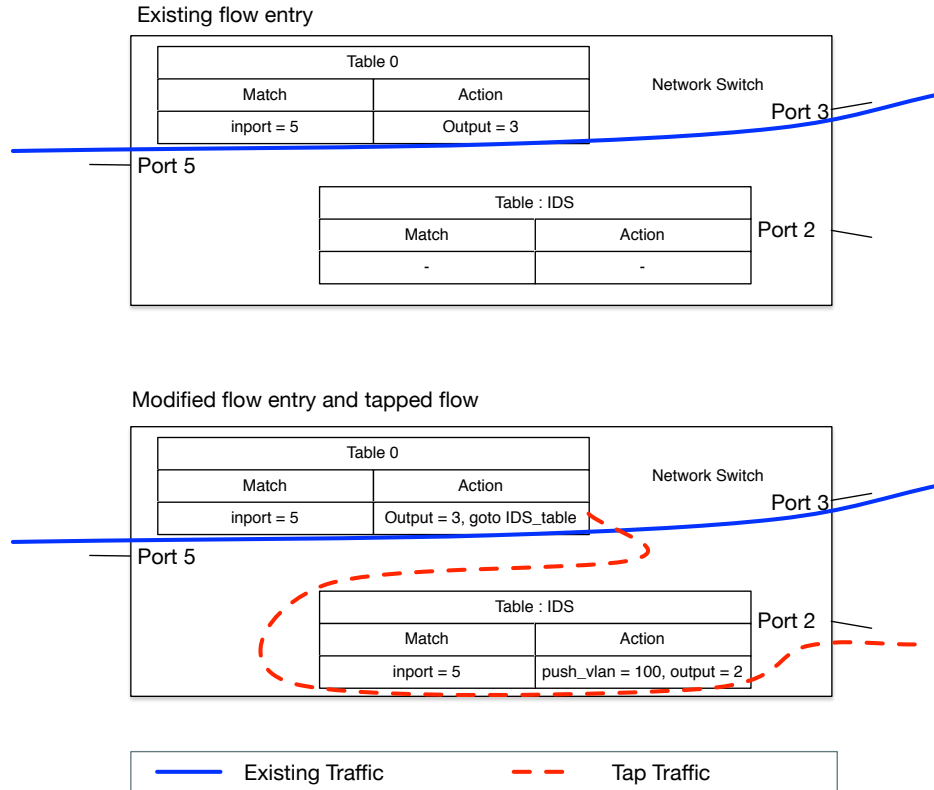 Existing flow entry
Table 0
Network Switch
Match Action
Port 3
inport = 5 Output = 3
Port 5
Table : IDS
Port 2
Match Action
- -
Modified flow entry and tapped flow
Table 0
Network Switch
Match Action
Port 3
inport = 5 Output = 3, goto IDS_table
Port 5
Table : IDS
Port 2
Match Action
inport = 5 push_vlan = 100, output = 2
Existing Traffic Tap Traffic